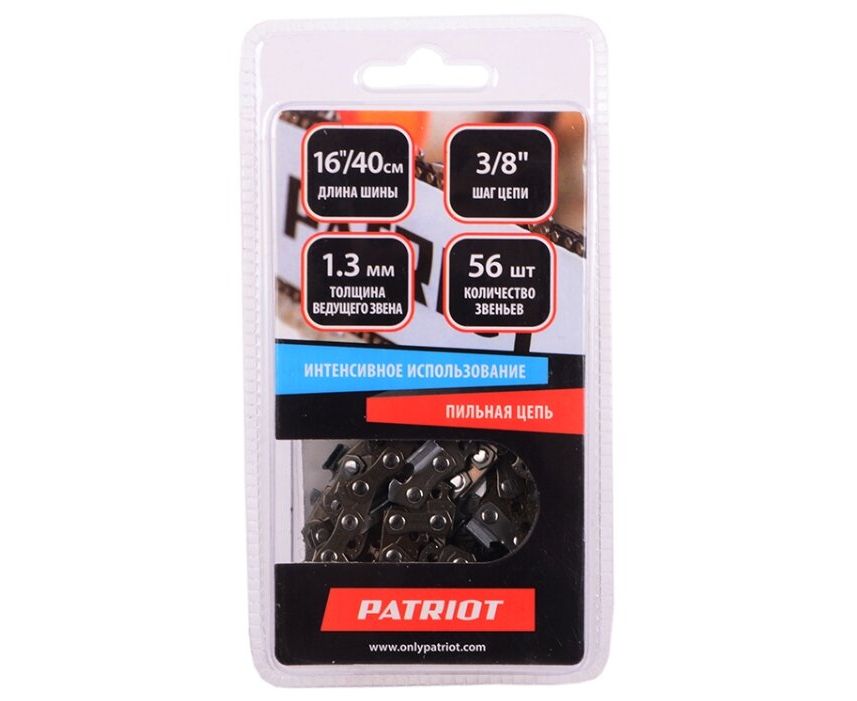 16"/40см
ДЛИНА ШИНЫ
3/8"
ШАГ ЦЕПИ
1.3 мм
ТОЛЩИНА
ВЕДУЩЕГО ЗВЕНА
56 шт
КОЛИЧЕСТВО
ЗВЕНЬЕВ
ИНТЕНСИВНОЕ ИСПОЛЬЗОВАНИЕ
ПИЛЬНАЯ ЦЕПЬ
PATRIOT
www.onlypatriot.com